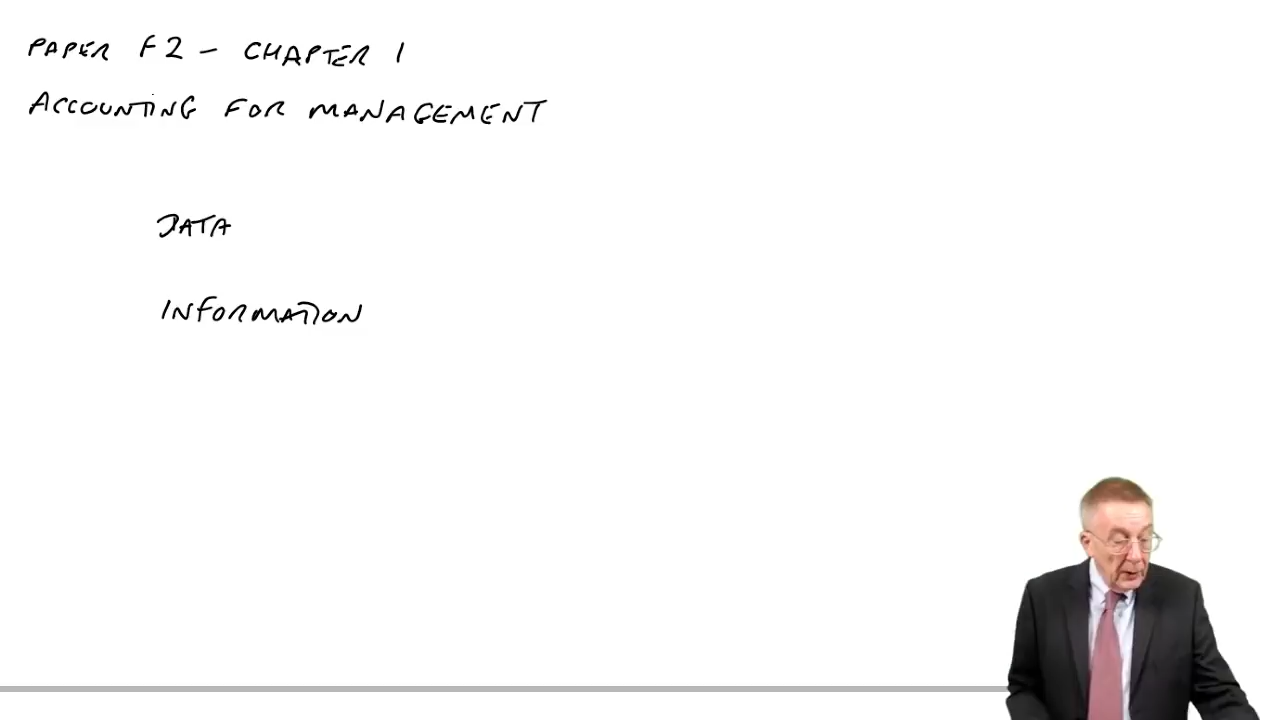 PAPER F2 - CHAPTER 1
ACCOUNTING FOR MANAGEMENT
DATA
INFORMATION